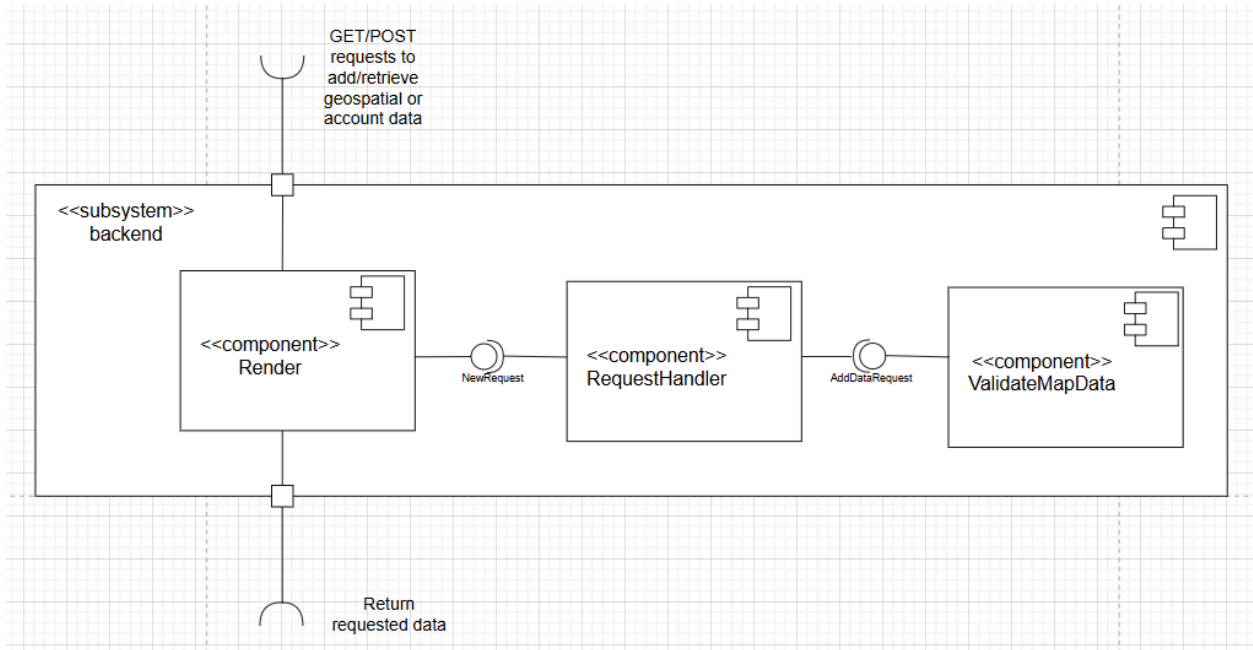 GET/POST
requests to
add/retrieve
geospatial or
account data
<<subsystem>>
backend
<<component>>
Render
NewRequest
<<component>>
RequestHandler
AddDataRequest
<<component>>
ValidateMapData
Return
requested data